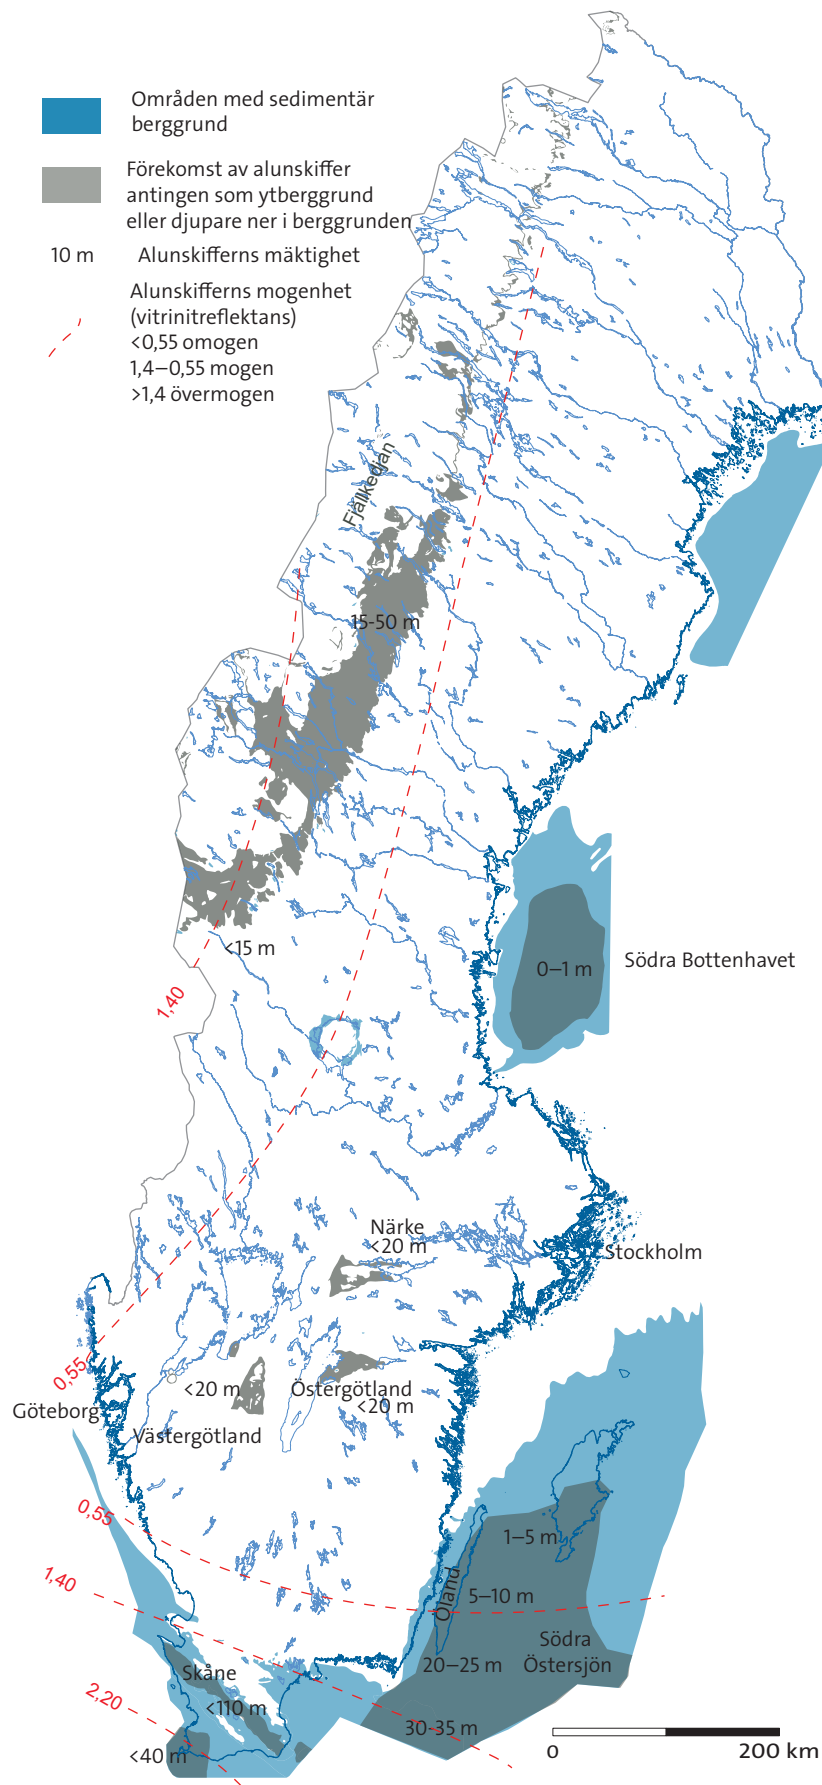 Områden med sedimentär
berggrund
Förekomst av alunskiffer
antingen som ytberggrund
eller djupare ner i berggrunden
10 m Alunskifferns mäktighet
Alunskifferns mogenhet
(vitrinitreflektans)
<0,55 omogen
1,4–0,55 mogen
>1,4 övermogen
Fjällkedjan
15-50 m
<15 m
1,40
0–1 m
Södra Bottenhavet
Närke
<20 m
Stockholm
0,55
<20 m
Östergötland
<20 m
Göteborg
Västergötland
0,55
1–5 m
1,40
Öland
5–10 m
Södra
Östersjön
20–25 m
Skåne
<110 m
2,20
30-35 m
<40 m
0 200 km